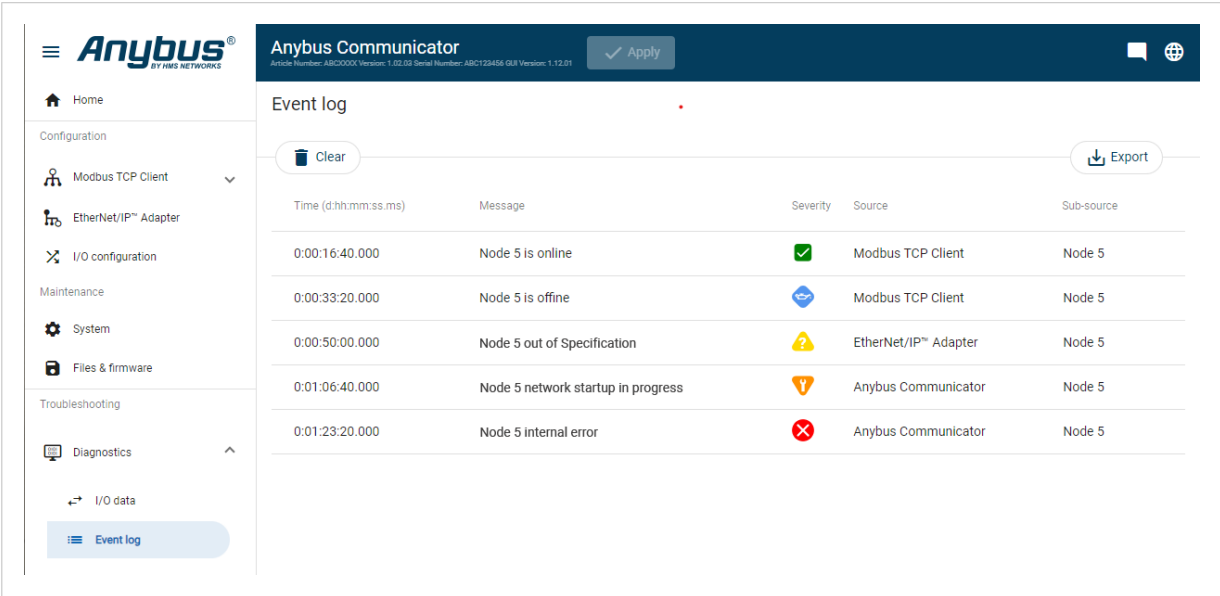 Anybus®
BY HMS NETWORKS
Anybus Communicator
Article Number: ABCXXXX Version: 1.02.03 Serial Number: ABC123456 GUI Version: 1.12.01
Apply
Home
Configuration
Modbus TCP Client
EtherNet/IP™ Adapter
I/O configuration
Maintenance
System
Files & firmware
Troubleshooting
Diagnostics
I/O data
Event log
Event log
Clear
Export
Time (d:hh:mm:ss.ms) Message Severity Source Sub-source
0:00:16:40.000 Node 5 is online Modbus TCP Client Node 5
0:00:33:20.000 Node 5 is offine Modbus TCP Client Node 5
0:00:50:00.000 Node 5 out of Specification ? EtherNet/IP™ Adapter Node 5
0:01:06:40.000 Node 5 network startup in progress Anybus Communicator Node 5
0:01:23:20.000 Node 5 internal error Anybus Communicator Node 5